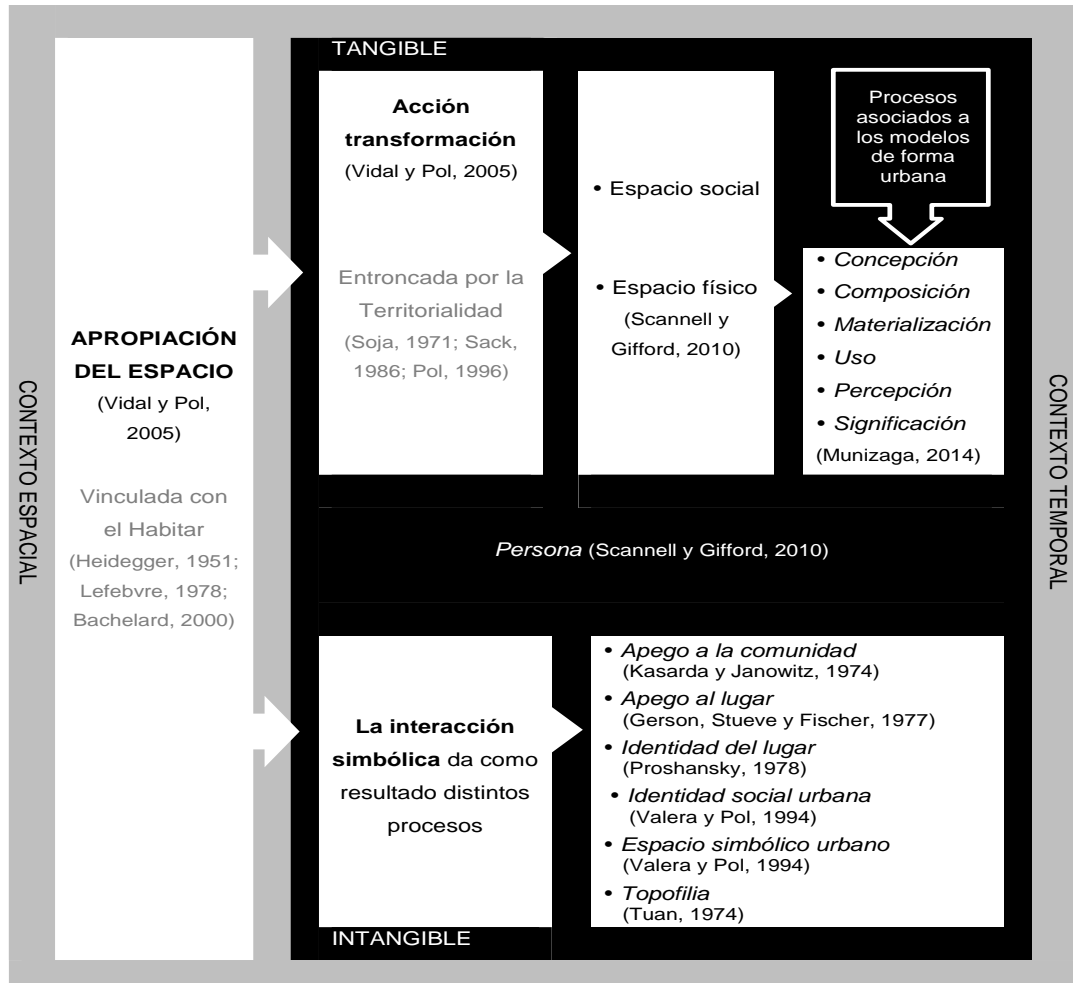 CONTEXTO ESPACIAL
APROPIACIÓN
DEL ESPACIO
(Vidal y Pol,
2005)
Vinculada con
el Habitar
(Heidegger, 1951;
Lefebvre, 1978;
Bachelard, 2000)
TANGIBLE
Acción
transformación
(Vidal y Pol, 2005)
Entroncada por la
Territorialidad
(Soja, 1971; Sack,
1986; Pol, 1996)
• Espacio social
• Espacio físico
(Scannell y
Gifford, 2010)
Procesos
asociados a
los modelos
de forma
urbana
• Concepción
• Composición
• Materialización
• Uso
• Percepción
• Significación
(Munizaga, 2014)
Persona (Scannell y Gifford, 2010)
La interacción
simbólica da como
resultado distintos
procesos
• Apego a la comunidad
(Kasarda y Janowitz, 1974)
• Apego al lugar
(Gerson, Stueve y Fischer, 1977)
• Identidad del lugar
(Proshansky, 1978)
• Identidad social urbana
(Valera y Pol, 1994)
• Espacio simbólico urbano
(Valera y Pol, 1994)
• Topofilia
(Tuan, 1974)
INTANGIBLE
CONTEXTO TEMPORAL